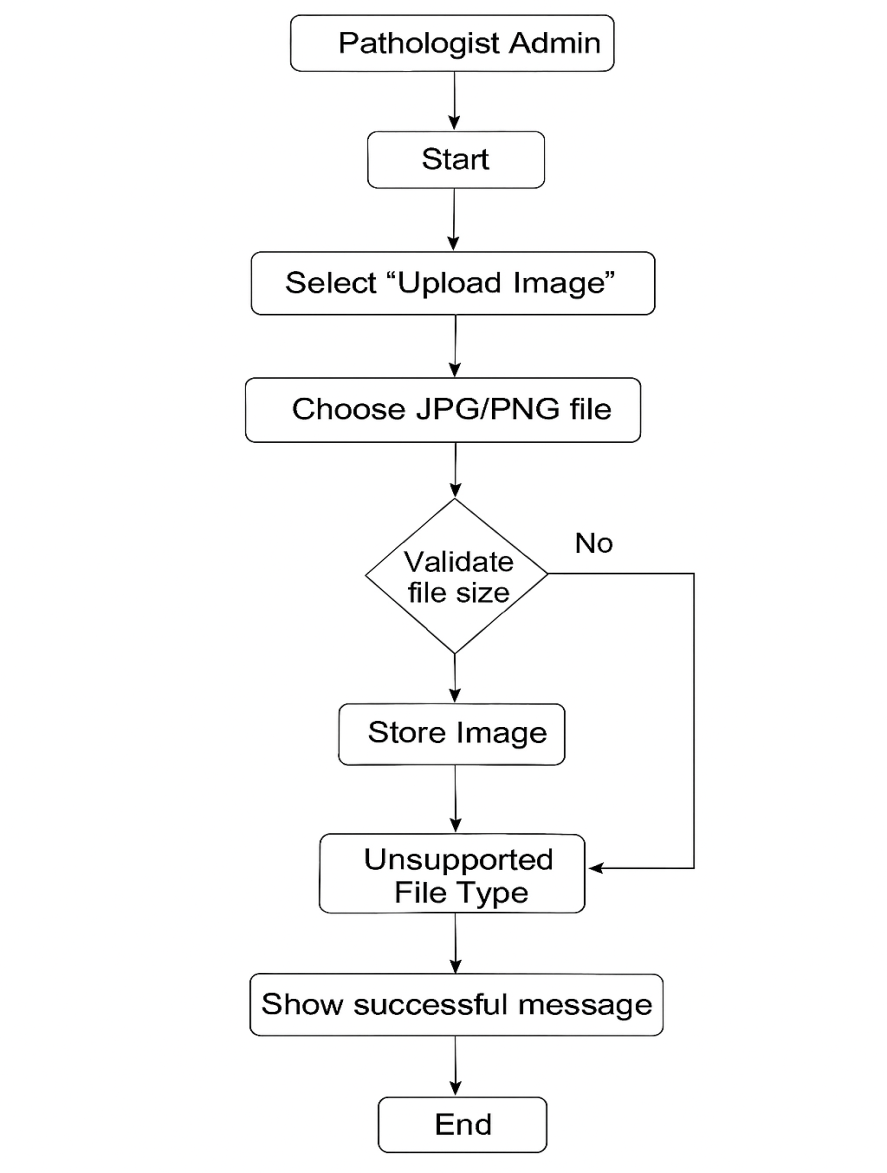 Pathologist Admin
Start
Select “Upload Image”
Choose JPG/PNG file
No
Validate
file size
Store Image
Unsupported
File Type
Show successful message
End